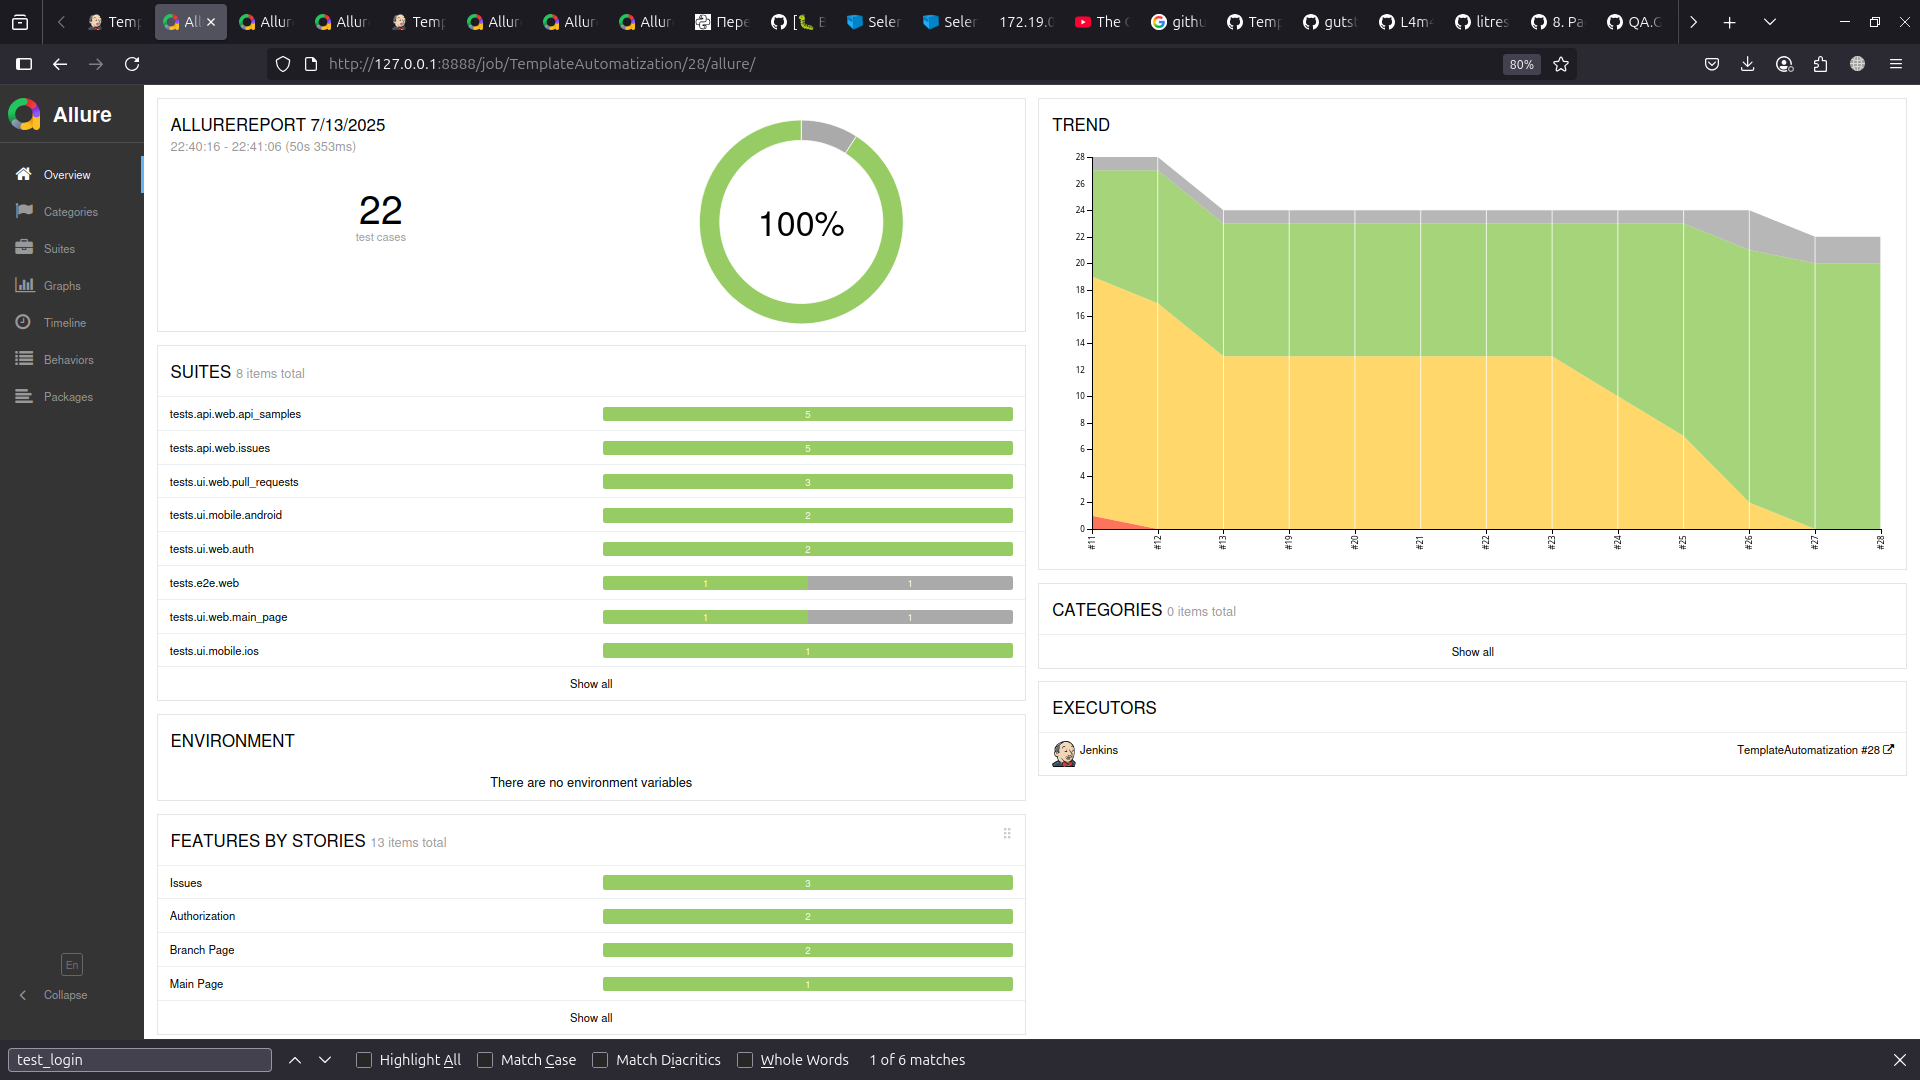 Temp
All
Allur
Allur
Temp
Allur
Allur
Allur
Пере
[🐛 
Seler
Seler
172.19.0
The
githu
Temp
gutst
L4m
litres
8. Pa
QA.C
http://127.0.0.1:8888/job/TemplateAutomatization/28/allure/
80%
Allure
Overview
Categories
Suites
Graphs
Timeline
Behaviors
Packages
En
Collapse
ALLUREREPORT 7/13/2025
22:40:16 - 22:41:06 (50s 353ms)
22
test cases
100%
SUITES 8 items total
tests.api.web.api_samples 5
tests.api.web.issues 5
tests.ui.web.pull_requests 3
tests.ui.mobile.android 2
tests.ui.web.auth 2
tests.e2e.web 1 1
tests.ui.web.main_page 1 1
tests.ui.mobile.ios 1
Show all
ENVIRONMENT
There are no environment variables
FEATURES BY STORIES 13 items total
Issues 3
Authorization 2
Branch Page 2
Main Page 1
Show all
TREND
28
26
24
22
20
18
16
14
12
10
8
6
4
2
0
#11 #12 #13 #19 #20 #21 #22 #23 #24 #25 #26 #27 #28
CATEGORIES 0 items total
Show all
EXECUTORS
Jenkins TemplateAutomatization #28
test_login Highlight All Match Case Match Diacritics Whole Words 1 of 6 matches